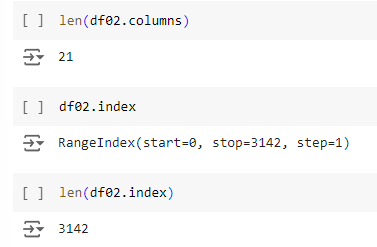 [ ] len(df02.columns)
21
[ ] df02.index
RangeIndex(start=0, stop=3142, step=1)
[ ] len(df02.index)
3142